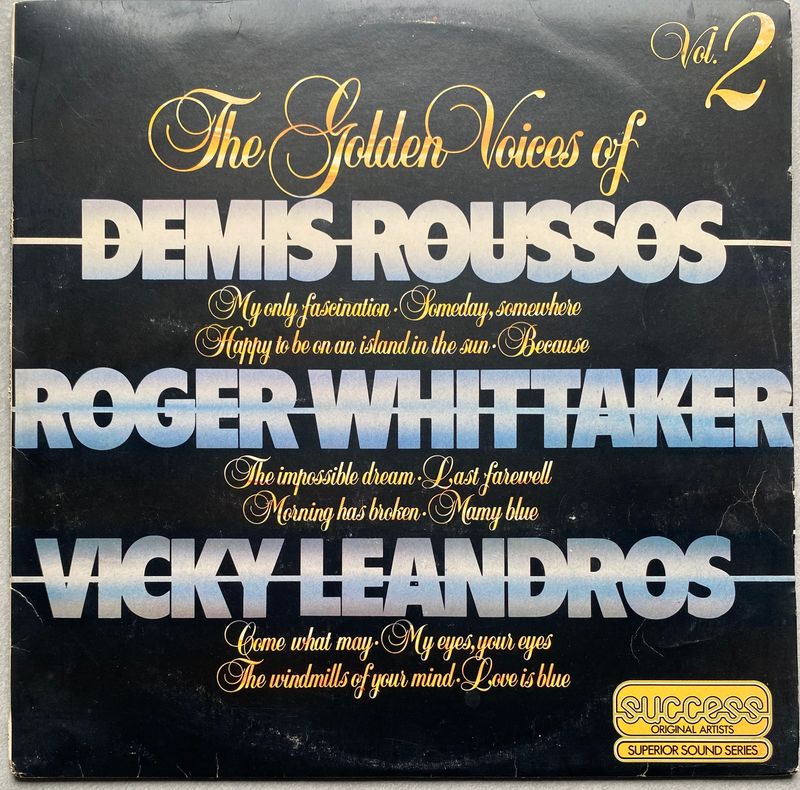 Vol. 2
The Golden Voices of
DEMIS ROUSSOS
My only fascination · Someday, somewhere
Happy to be on an island in the sun · Because
ROGER WHITTAKER
The impossible dream · Last farewell
Morning has broken · Mamy blue
VICKY LEANDROS
Come what may · My eyes, your eyes
The windmills of your mind · Love is blue
success
ORIGINAL ARTISTS
SUPERIOR SOUND SERIES